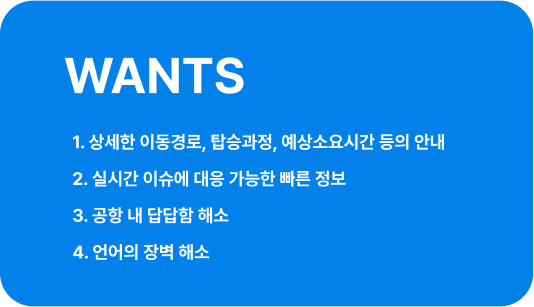 WANTS
1. 상세한 이동경로, 탑승과정, 예상소요시간 등의 안내
2. 실시간 이슈에 대응 가능한 빠른 정보
3. 공항 내 답답함 해소
4. 언어의 장벽 해소